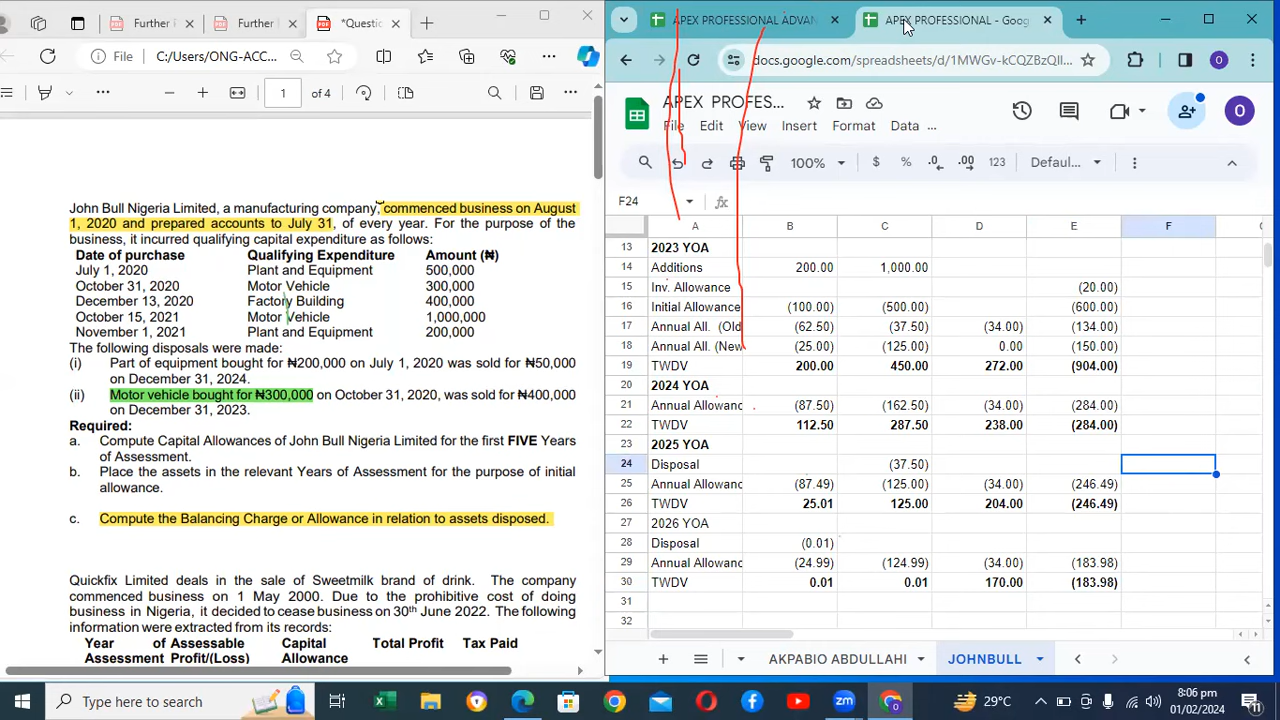 Further i
Further
*Questic
File
C:/Users/ONG-ACC...
1
of 4
John Bull Nigeria Limited, a manufacturing company, commenced business on August
1, 2020 and prepared accounts to July 31, of every year. For the purpose of the
business, it incurred qualifying capital expenditure as follows:
Date of purchase Qualifying Expenditure Amount (₦)
July 1, 2020 Plant and Equipment 500,000
October 31, 2020 Motor Vehicle 300,000
December 13, 2020 Factory Building 400,000
October 15, 2021 Motor Vehicle 1,000,000
November 1, 2021 Plant and Equipment 200,000
The following disposals were made:
(i) Part of equipment bought for ₦200,000 on July 1, 2020 was sold for ₦50,000
on December 31, 2024.
(ii) Motor vehicle bought for ₦300,000 on October 31, 2020, was sold for ₦400,000
on December 31, 2023.
Required:
a. Compute Capital Allowances of John Bull Nigeria Limited for the first FIVE Years
of Assessment.
b. Place the assets in the relevant Years of Assessment for the purpose of initial
allowance.
c. Compute the Balancing Charge or Allowance in relation to assets disposed.
Quickfix Limited deals in the sale of Sweetmilk brand of drink. The company
commenced business on 1 May 2000. Due to the prohibitive cost of doing
business in Nigeria, it decided to cease business on 30th June 2022. The following
information were extracted from its records:
Year of Assessable Capital Total Profit Tax Paid
Assessment Profit/(Loss) Allowance
APEX PROFESSIONAL ADVAN
APEX PROFESSIONAL - Goog
docs.google.com/spreadsheets/d/1MWGv-kCQZBzQIl...
APEX PROFES...
File Edit View Insert Format Data ...
O
100% $ % .0 .00 123 Defaul...
F24 fx
A B C D E F
13 2023 YOA
14 Additions 200.00 1,000.00
15 Inv. Allowance (20.00)
16 Initial Allowance (100.00) (500.00) (600.00)
17 Annual All. (Old (62.50) (37.50) (34.00) (134.00)
18 Annual All. (New (25.00) (125.00) 0.00 (150.00)
19 TWDV 200.00 450.00 272.00 (904.00)
20 2024 YOA
21 Annual Allowanc (87.50) (162.50) (34.00) (284.00)
22 TWDV 112.50 287.50 238.00 (284.00)
23 2025 YOA
24 Disposal (37.50)
25 Annual Allowanc (87.49) (125.00) (34.00) (246.49)
26 TWDV 25.01 125.00 204.00 (246.49)
27 2026 YOA
28 Disposal (0.01)
29 Annual Allowanc (24.99) (124.99) (34.00) (183.98)
30 TWDV 0.01 0.01 170.00 (183.98)
31
32
AKPABIO ABDULLAHI JOHNBULL
Type here to search
29°C
8:06 pm
01/02/2024